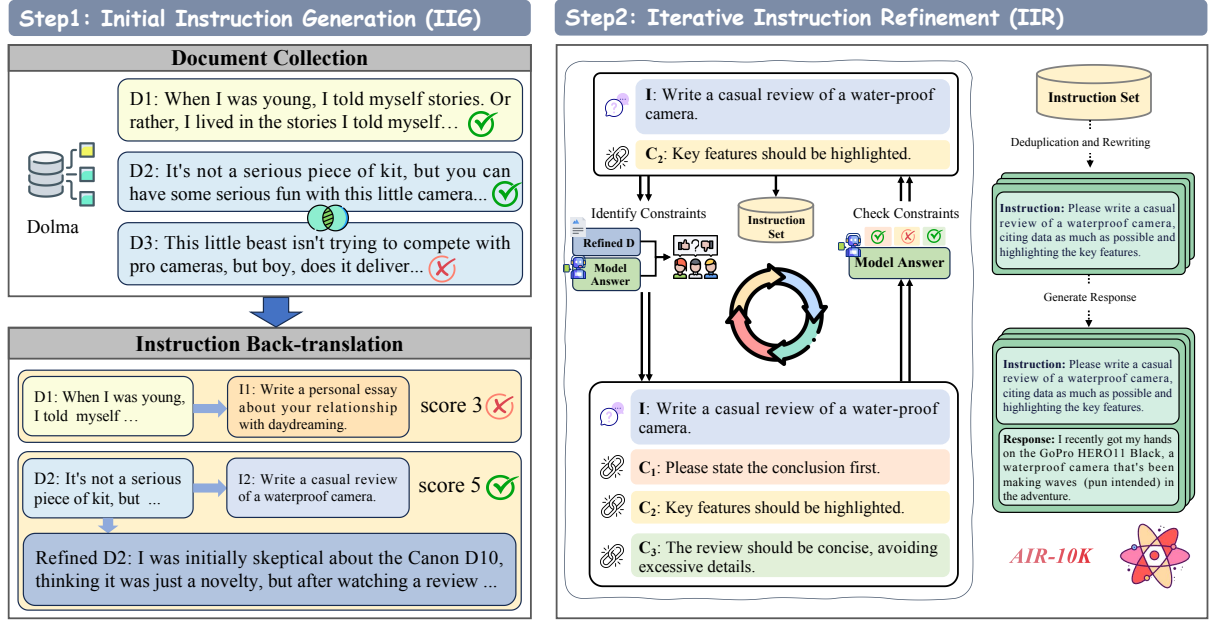 Step1: Initial Instruction Generation (IIG)
Document Collection
Dolma
D1: When I was young, I told myself stories. Or
rather, I lived in the stories I told myself…
D2: It's not a serious piece of kit, but you can
have some serious fun with this little camera...
D3: This little beast isn't trying to compete with
pro cameras, but boy, does it deliver...
Instruction Back-translation
D1: When I was young,
I told myself …
I1: Write a personal essay
about your relationship
with daydreaming.
score 3
D2: It's not a serious
piece of kit, but ...
I2: Write a casual review
of a waterproof camera.
score 5
Refined D2: I was initially skeptical about the Canon D10,
thinking it was just a novelty, but after watching a review ...
Step2: Iterative Instruction Refinement (IIR)
I: Write a casual review of a water-proof
camera.
C2: Key features should be highlighted.
Identify Constraints
Refined D
Model
Answer
Instruction
Set
Check Constraints
Model Answer
I: Write a casual review of a water-proof
camera.
C1: Please state the conclusion first.
C2: Key features should be highlighted.
C3: The review should be concise, avoiding
excessive details.
Instruction Set
Deduplication and Rewriting
Instruction: Please write a casual
review of a waterproof camera,
citing data as much as possible and
highlighting the key features.
Generate Response
Instruction: Please write a casual
review of a waterproof camera,
citing data as much as possible and
highlighting the key features.
Response: I recently got my hands
on the GoPro HERO11 Black, a
waterproof camera that's been
making waves (pun intended) in
the adventure.
AIR-10K